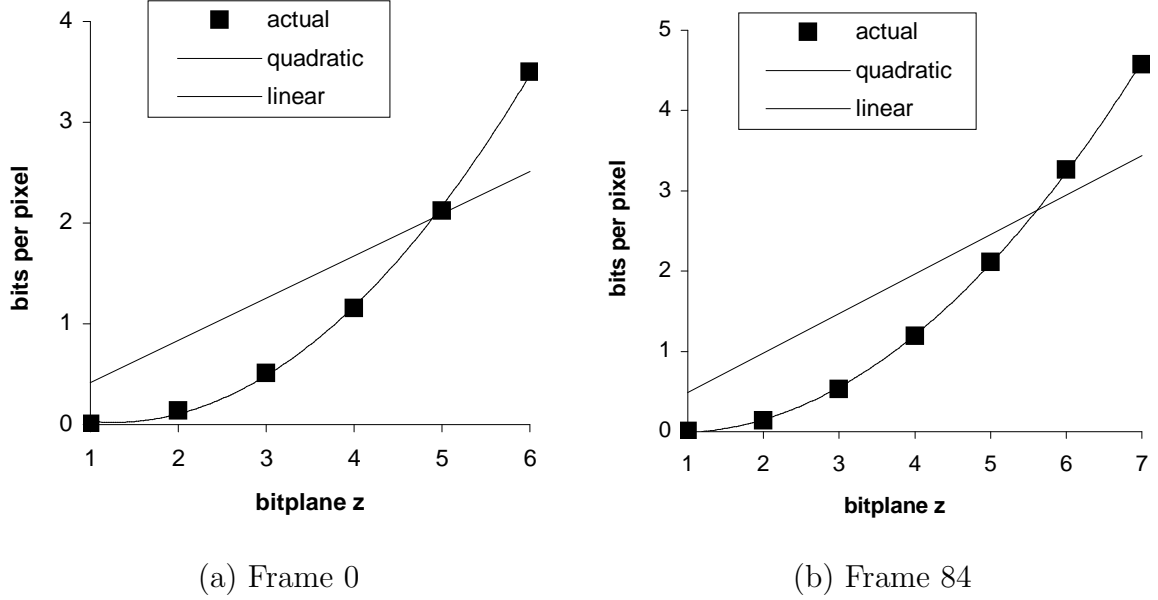 4
3
2
1
0
1 2 3 4 5 6
bits per pixel
bitplane z
actual
quadratic
linear
(a) Frame 0
5
4
3
2
1
0
1 2 3 4 5 6 7
bits per pixel
bitplane z
actual
quadratic
linear
(b) Frame 84